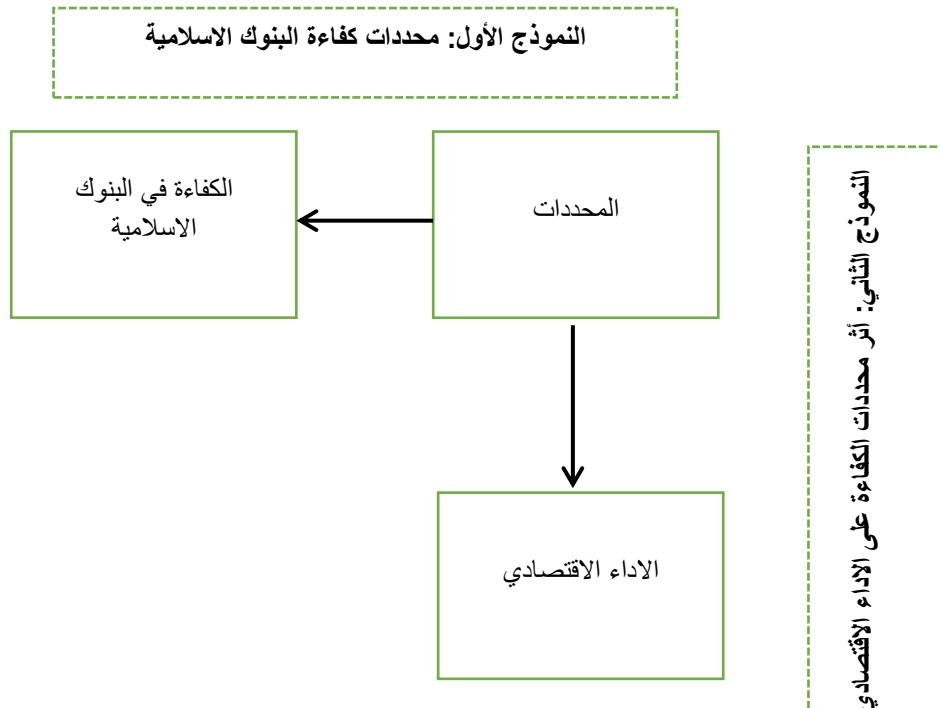 النموذج الأول: محددات كفاءة البنوك الاسلامية
المحددات
الكفاءة في البنوك
الاسلامية
النموذج الثاني: أثر محددات الكفاءة على الاداء الاقتصادي
الاداء الاقتصادي